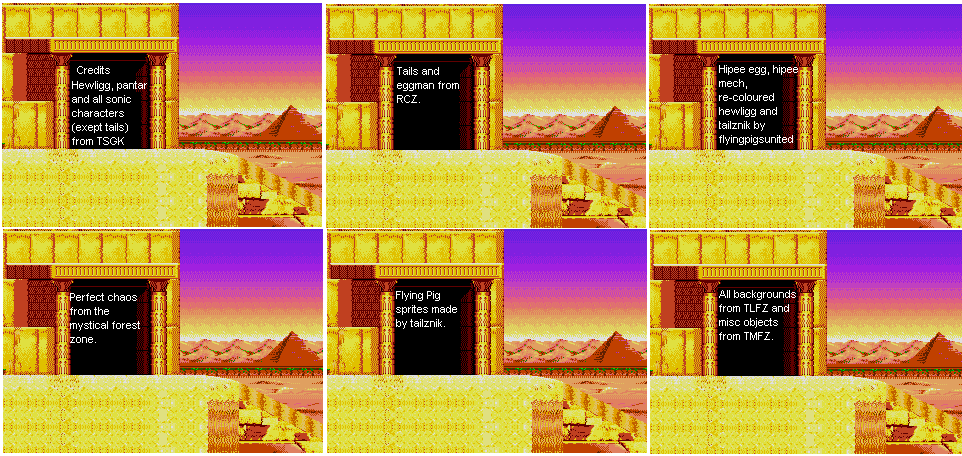 Credits
Hewligg, pantar
and all sonic
characters
(exept tails)
from TSGK
Tails and
eggman from
RCZ.
Hipee egg, hipee
mech,
re-coloured
hewligg and
tailznik by
flyingpigsunited
Perfect chaos
from the
mystical forest
zone.
Flying Pig
sprites made
by tailznik.
All backgrounds
from TLFZ and
misc objects
from TMFZ.